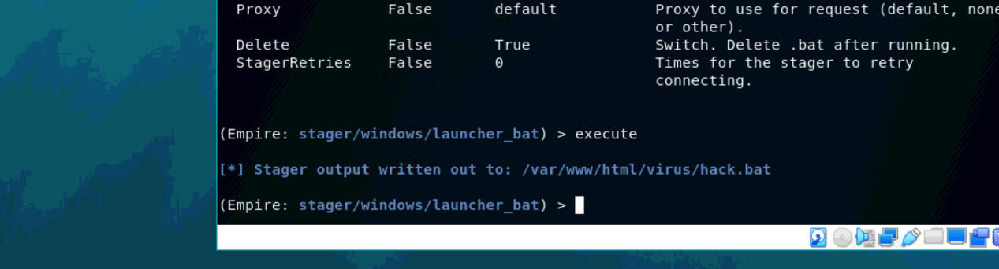 Proxy False default Proxy to use for request (default, none
or other).
Delete False True Switch. Delete .bat after running.
StagerRetries False 0 Times for the stager to retry
connecting.
(Empire: stager/windows/launcher_bat) > execute
[*] Stager output written out to: /var/www/html/virus/hack.bat
(Empire: stager/windows/launcher_bat) >